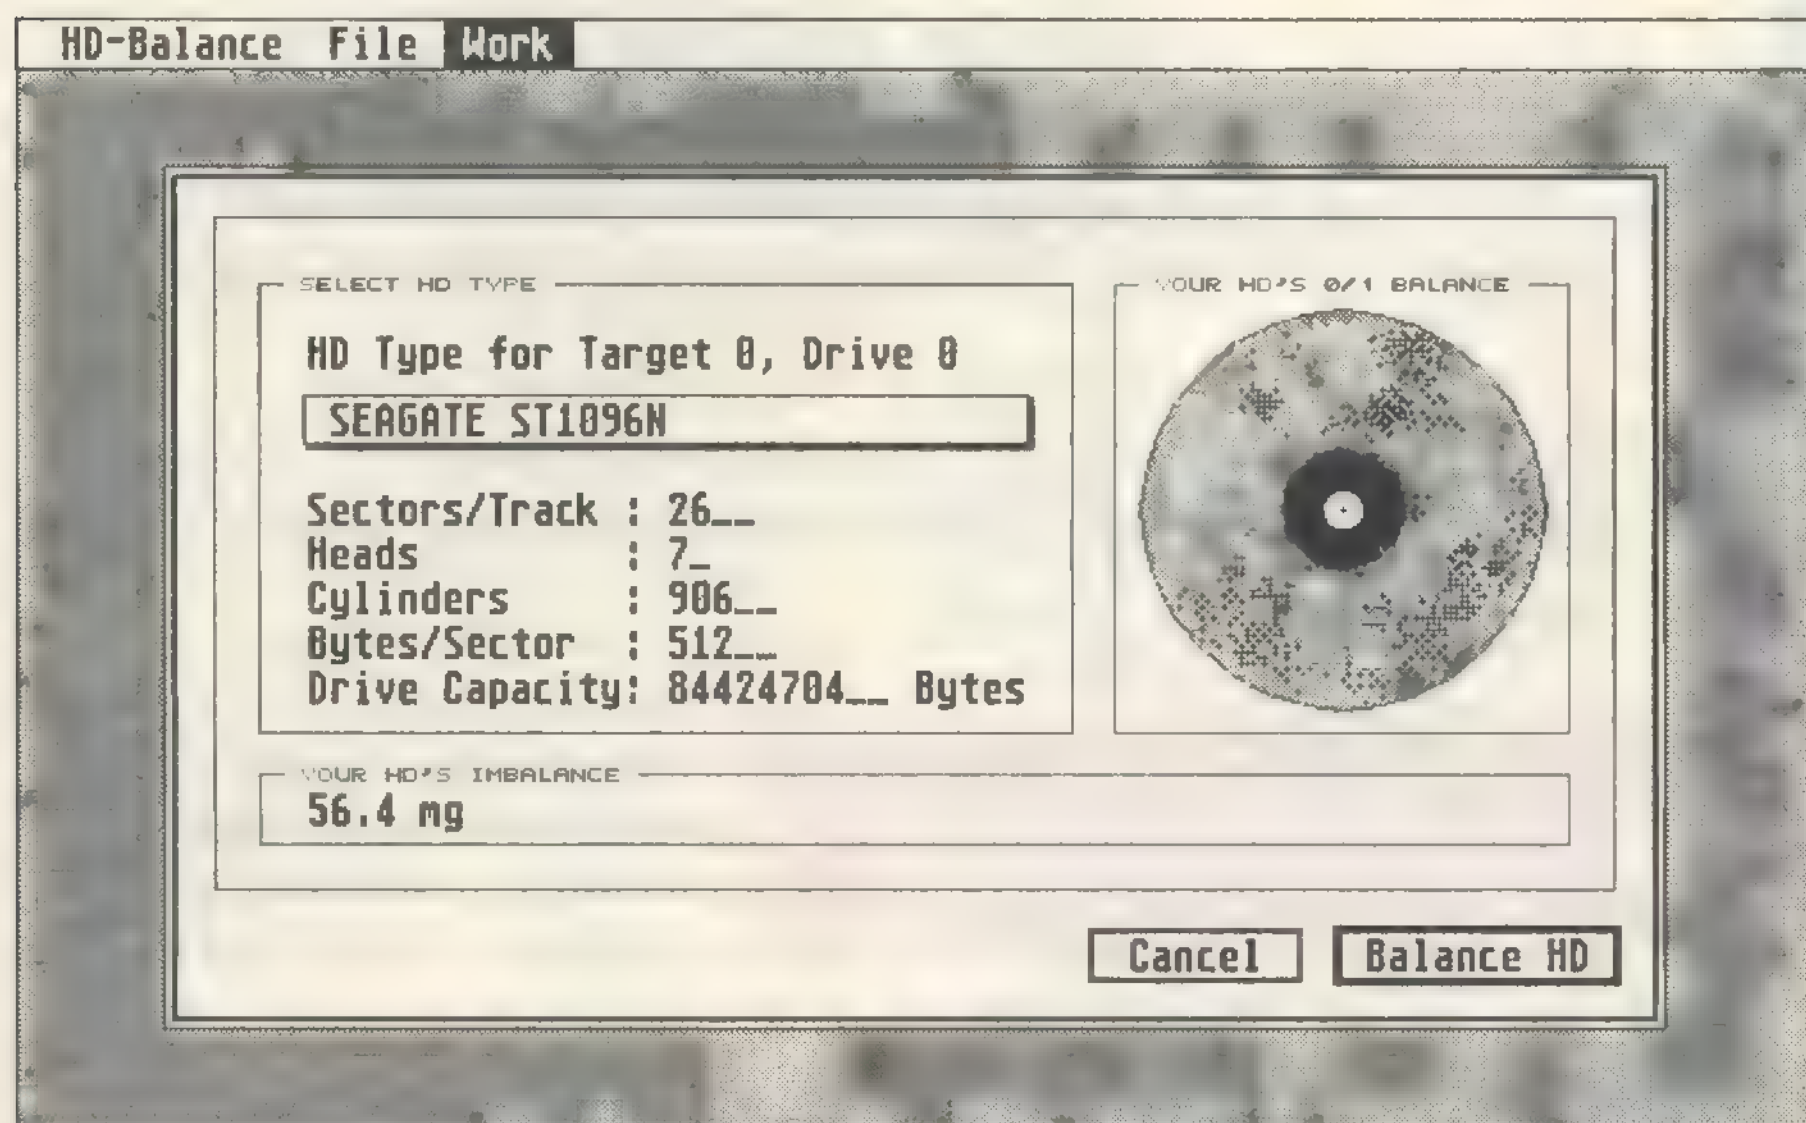 HD-Balance File Work
SELECT HD TYPE
HD Type for Target 0, Drive 0
SEAGATE ST1096N
Sectors/Track : 26__
Heads : 7_
Cylinders : 906__
Bytes/Sector : 512__
Drive Capacity: 84424704__ Bytes
YOUR HD'S 0/1 BALANCE
YOUR HD'S IMBALANCE
56.4 mg
Cancel
Balance HD